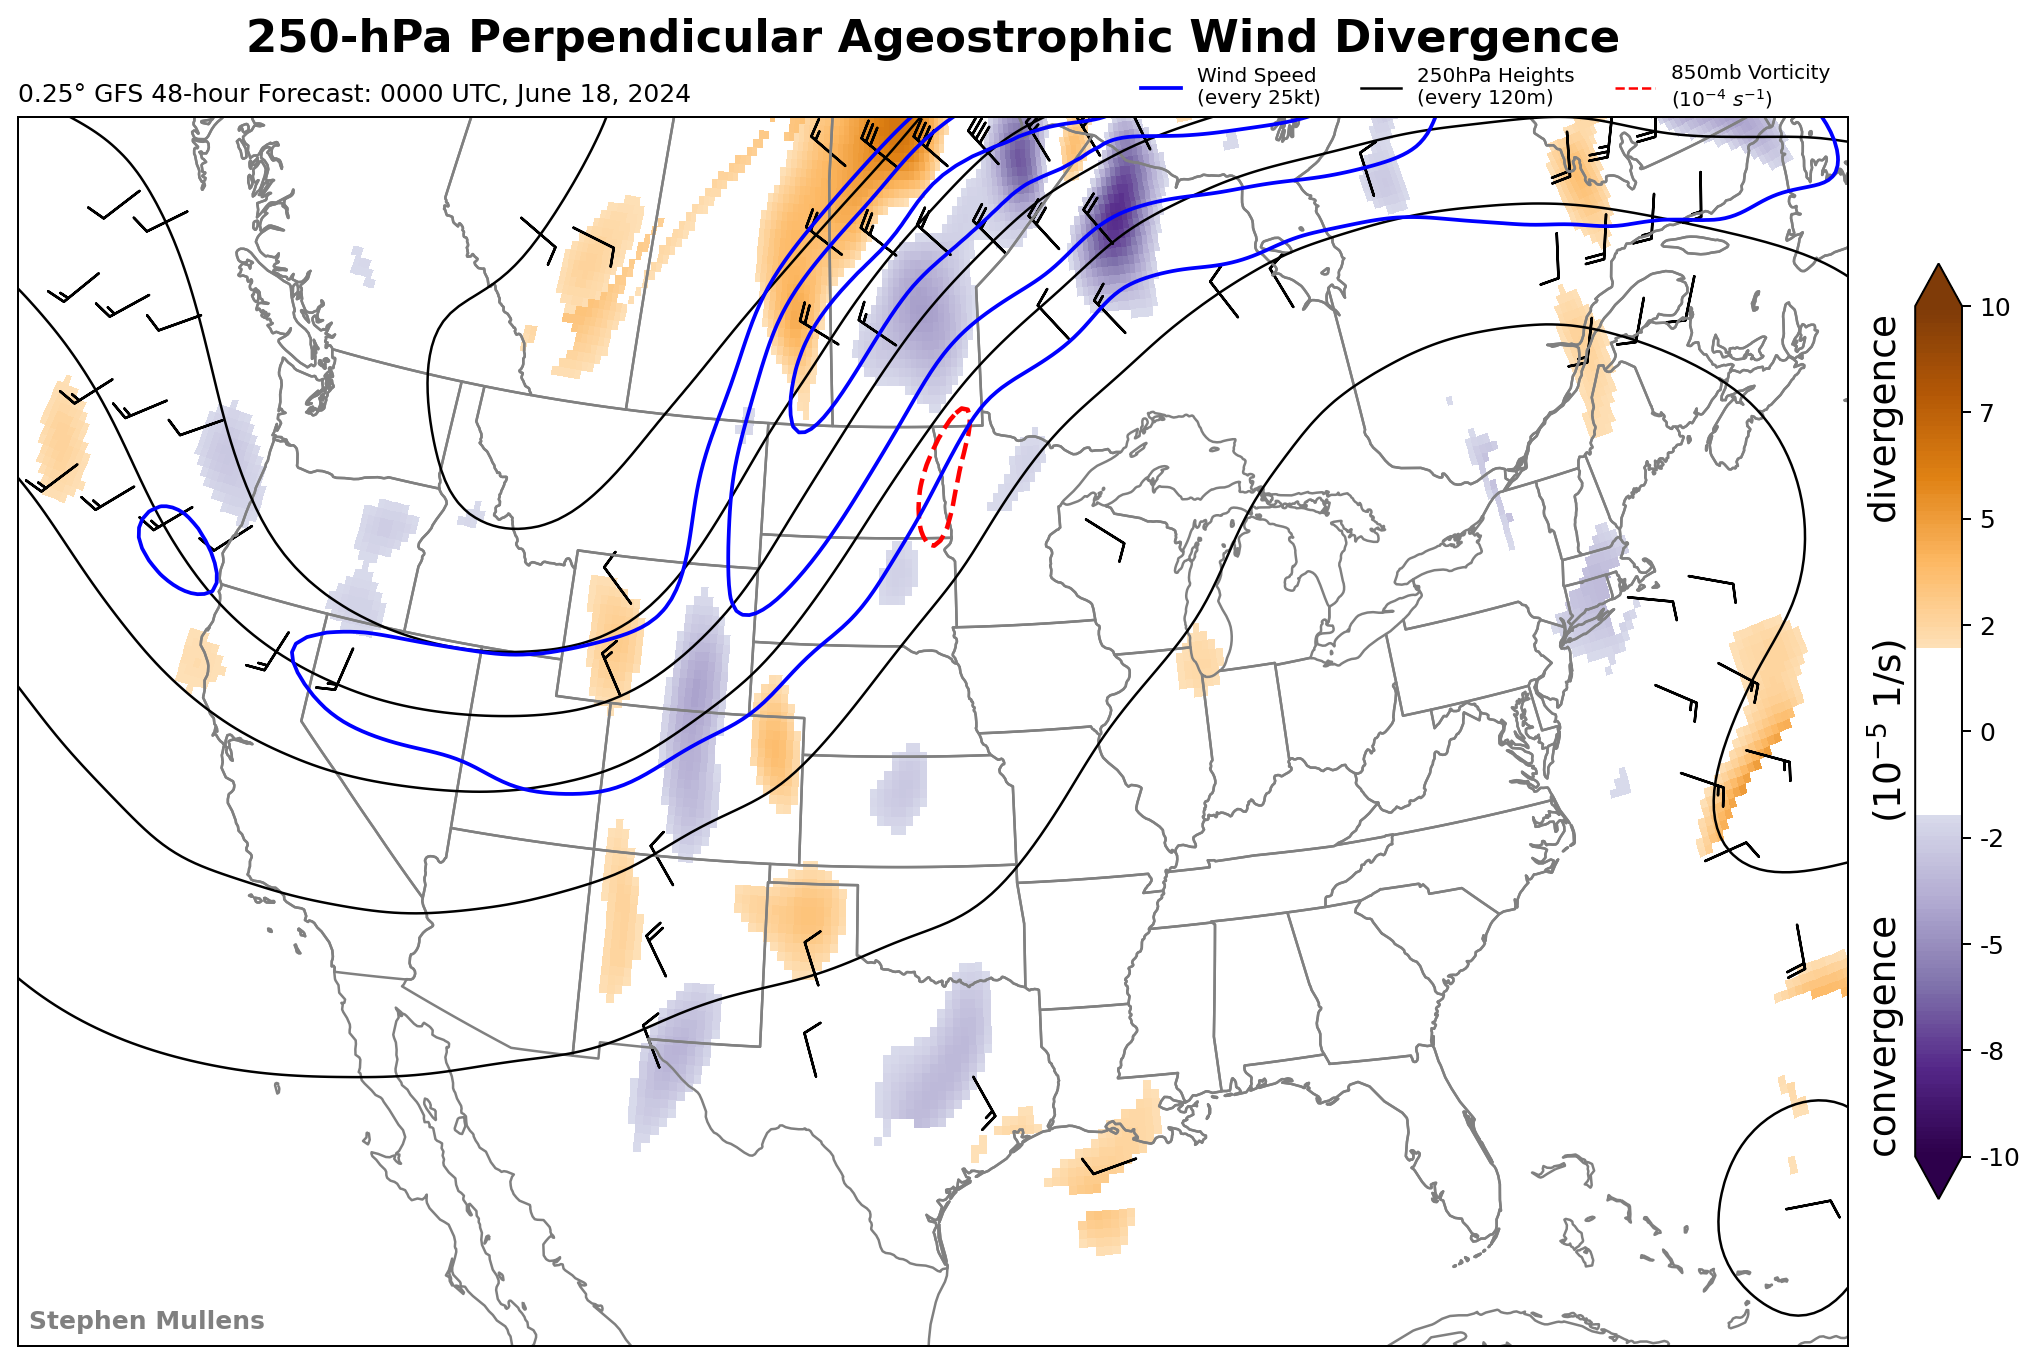 250-hPa Perpendicular Ageostrophic Wind Divergence
0.25° GFS 48-hour Forecast: 0000 UTC, June 18, 2024
Wind Speed
(every 25kt)
250hPa Heights
(every 120m)
850mb Vorticity
(10⁻⁴ s⁻¹)
10
7
5
2
0
-2
-5
-8
-10
convergence (10⁻⁵ 1/s) divergence
Stephen Mullens